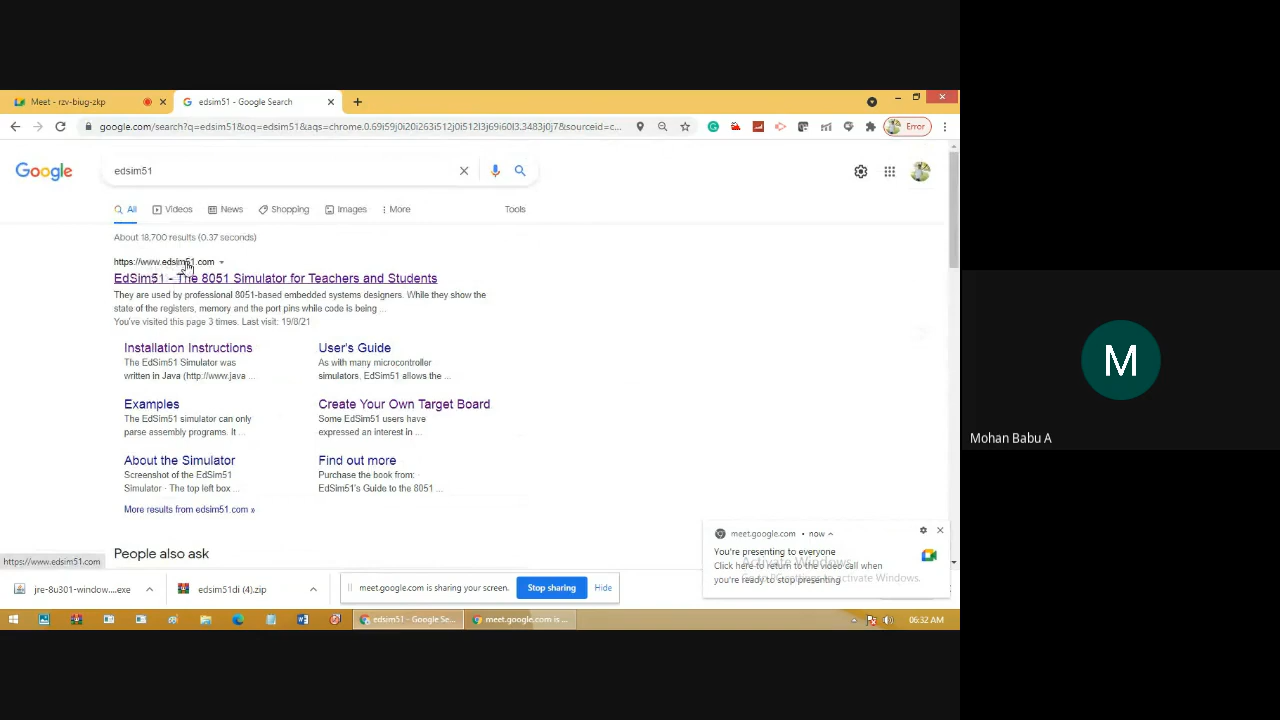 Meet - rzv-biug-zkp
edsim51 - Google Search
google.com/search?q=edsim51&oq=edsim51&aqs=chrome.0.69i59j0i20i263i512j0i512l3j69i60l3.3483j0j7&sourceid=c...
Error
Google
edsim51
All
Videos
News
Shopping
Images
More
Tools
About 18,700 results (0.37 seconds)
https://www.edsim51.com
EdSim51 - The 8051 Simulator for Teachers and Students
They are used by professional 8051-based embedded systems designers. While they show the
state of the registers, memory and the port pins while code is being ...
You've visited this page 3 times. Last visit: 19/8/21
Installation Instructions
The EdSim51 Simulator was
written in Java (http://www.java ...
User's Guide
As with many microcontroller
simulators, EdSim51 allows the ...
Examples
The EdSim51 simulator can only
parse assembly programs. It ...
Create Your Own Target Board
Some EdSim51 users have
expressed an interest in ...
About the Simulator
Screenshot of the EdSim51
Simulator · The top left box ...
Find out more
Purchase the book from:
EdSim51's Guide to the 8051 ...
More results from edsim51.com »
People also ask
meet.google.com • now
You're presenting to everyone
Click here to return to the video call when
you're ready to stop presenting
Activate Windows
activate Windows.
https://www.edsim51.com
jre-8u301-window....exe
edsim51di (4).zip
meet.google.com is sharing your screen.
Stop sharing
Hide
edsim51 - Google Se...
meet.google.com is ...
06:32 AM
M
Mohan Babu A